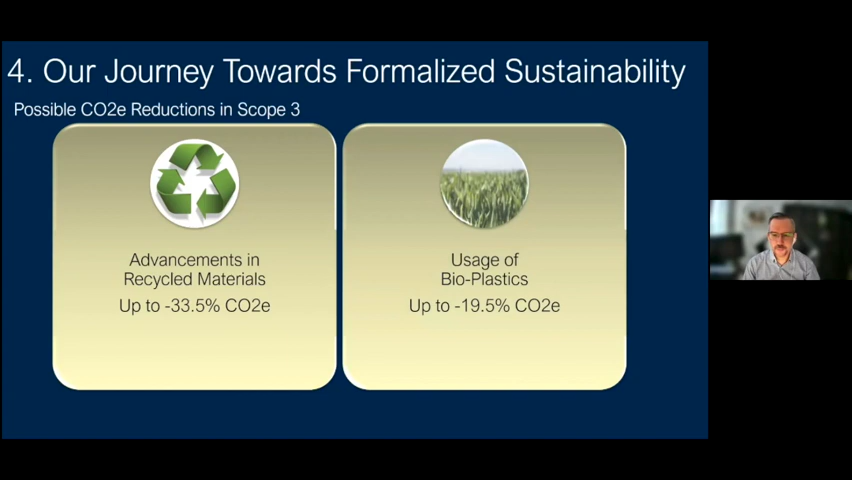 4. Our Journey Towards Formalized Sustainability
Possible CO2e Reductions in Scope 3
Advancements in
Recycled Materials
Up to -33.5% CO2e
Usage of
Bio-Plastics
Up to -19.5% CO2e